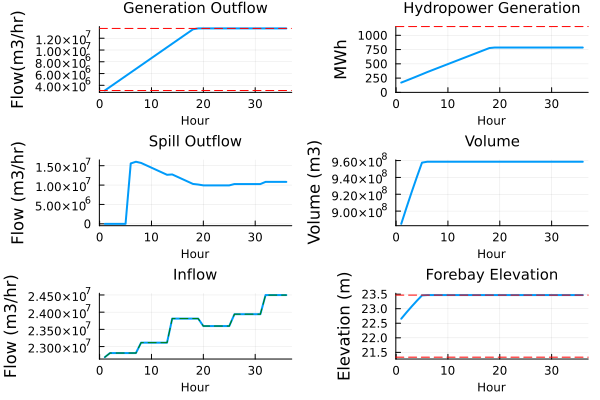 Generation Outflow
Flow(m3/hr)
1.20×10⁷
1.00×10⁷
8.00×10⁶
6.00×10⁶
4.00×10⁶
0 10 20 30
Hour
Hydropower Generation
MWh
1000
750
500
250
0
0 10 20 30
Hour
Spill Outflow
Flow (m3/hr)
1.50×10⁷
1.00×10⁷
5.00×10⁶
0
0 10 20 30
Hour
Volume
Volume (m3)
9.60×10⁸
9.40×10⁸
9.20×10⁸
9.00×10⁸
0 10 20 30
Hour
Inflow
Flow (m3/hr)
2.450×10⁷
2.400×10⁷
2.350×10⁷
2.300×10⁷
0 10 20 30
Hour
Forebay Elevation
Elevation (m)
23.5
23.0
22.5
22.0
21.5
0 10 20 30
Hour